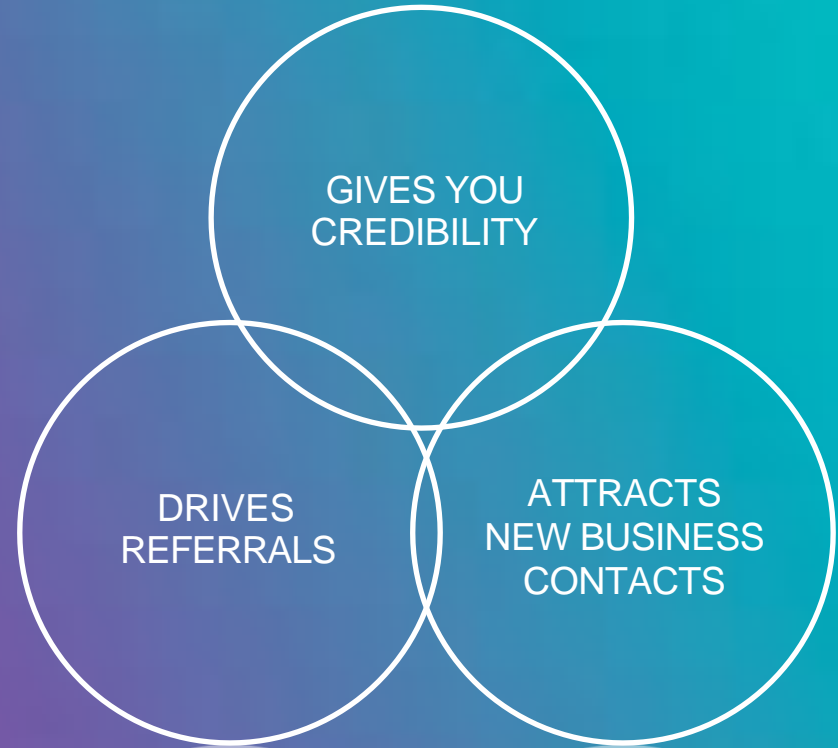 GIVES YOU
CREDIBILITY
DRIVES
REFERRALS
ATTRACTS
NEW BUSINESS
CONTACTS